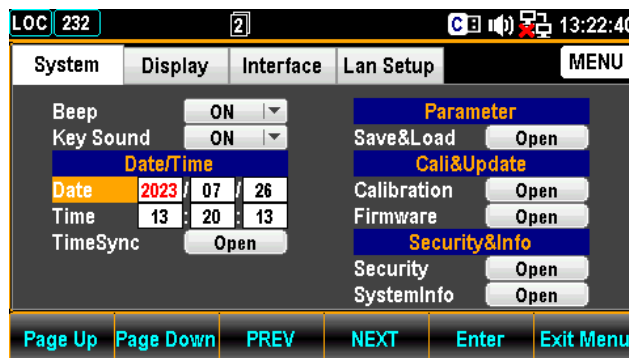 LOC 232 2 C 13:22:40
System Display Interface Lan Setup MENU
Beep ON
Key Sound ON
Date/Time
Date 2023 / 07 / 26
Time 13 : 20 : 13
TimeSync Open
Parameter
Save&Load Open
Cali&Update
Calibration Open
Firmware Open
Security&Info
Security Open
SystemInfo Open
Page Up Page Down PREV NEXT Enter Exit Menu